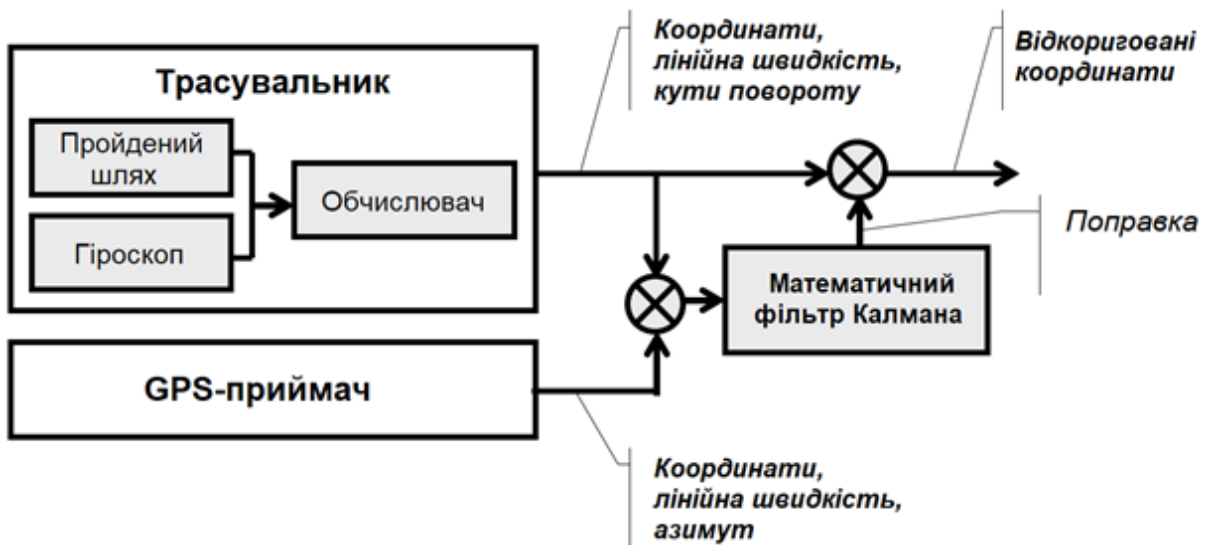 Трасувальник
Пройдений
шлях
Гіроскоп
Обчислювач
Координати,
лінійна швидкість,
кути повороту
Відкориговані
координати
Поправка
Математичний
фільтр Калмана
GPS-приймач
Координати,
лінійна швидкість,
азимут